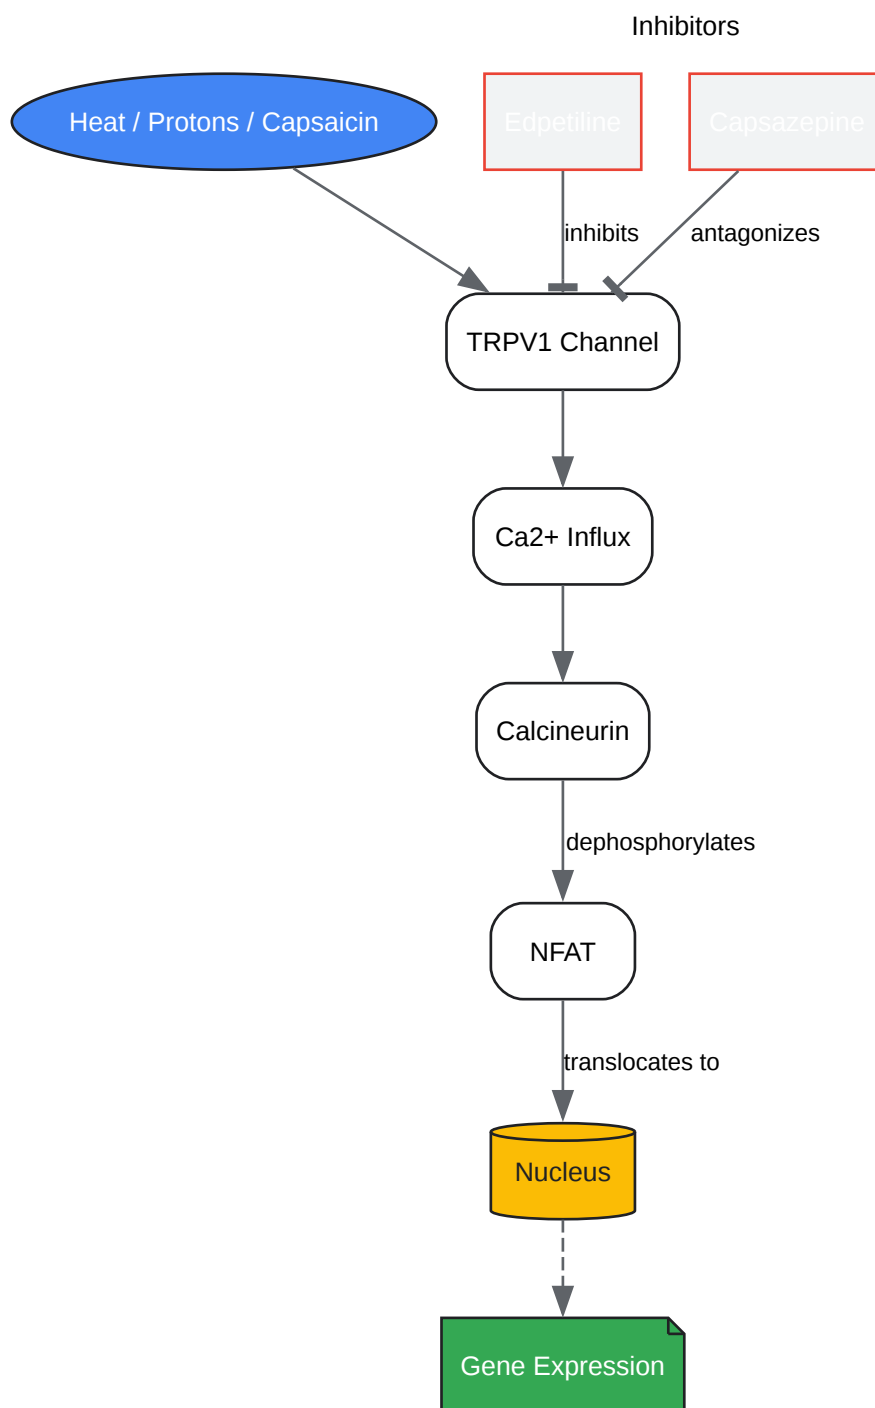 Inhibitors
Heat / Protons / Capsaicin
Edpetiline
Capsazepine
inhibits
antagonizes
TRPV1 Channel
Ca2+ Influx
Calcineurin
dephosphorylates
NFAT
translocates to
Nucleus
Gene Expression